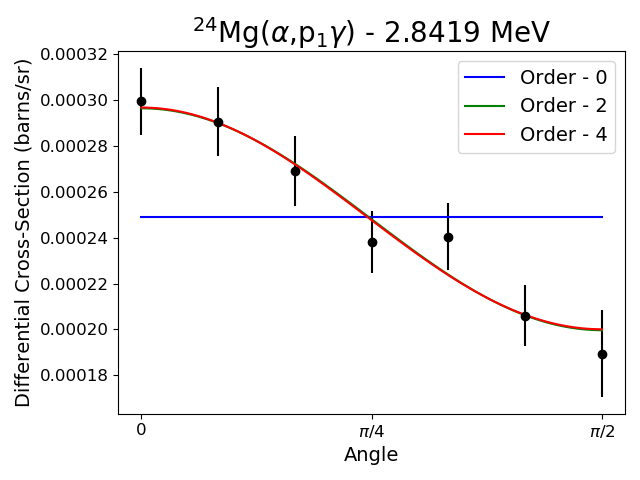 ²⁴Mg(α,p₁γ) - 2.8419 MeV
Differential Cross-Section (barns/sr)
0.00032
0.00030
0.00028
0.00026
0.00024
0.00022
0.00020
0.00018
Order - 0
Order - 2
Order - 4
0
π/4
π/2
Angle